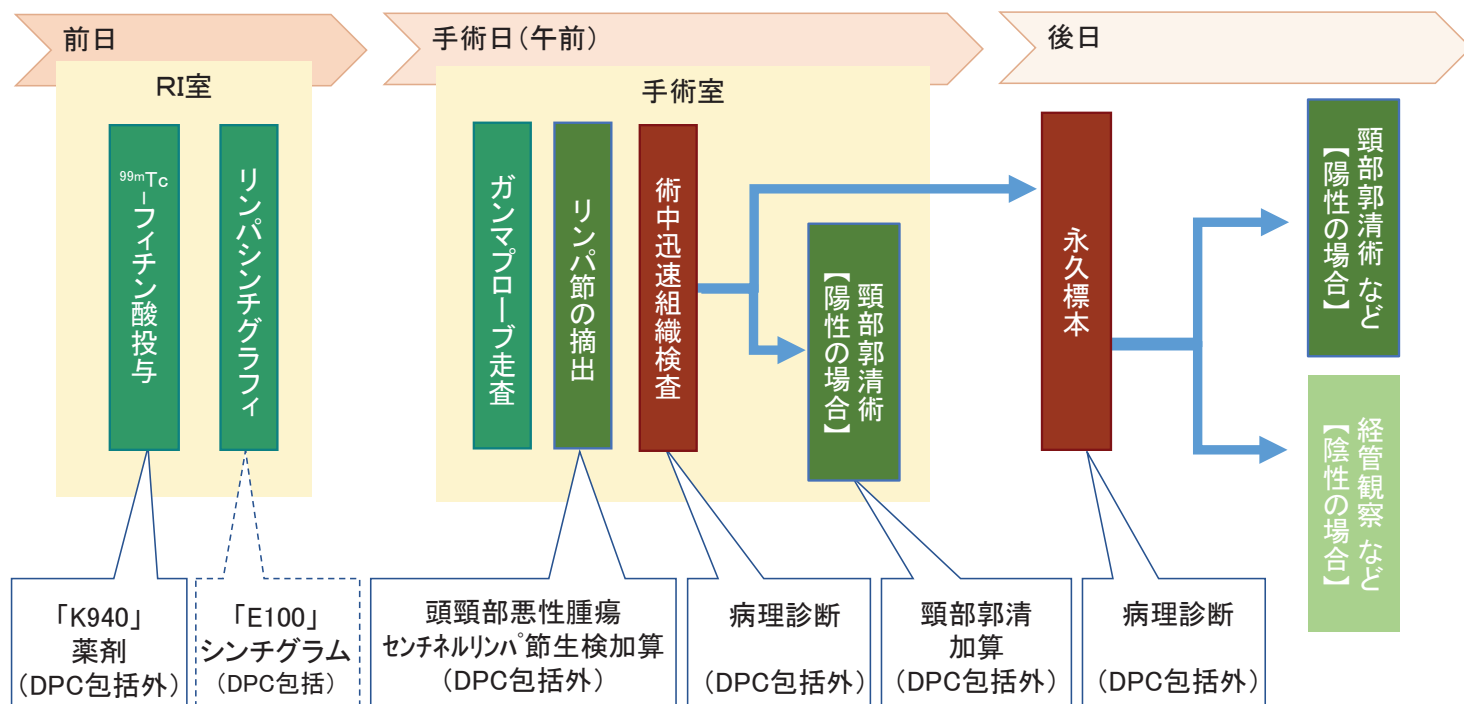 前日
手術日(午前)
後日
RI室
手術室
99mTc
-フィチン酸投与
リンパシンチグラフィ
ガンマプローブ走査
リンパ節の摘出
術中迅速組織検査
頸部郭清術
【陽性の場合】
永久標本
頸部郭清術 など
【陽性の場合】
経管観察 など
【陰性の場合】
「K940」
薬剤
(DPC包括外)
「E100」
シンチグラム
(DPC包括)
頭頸部悪性腫瘍
センチネルリンパ節生検加算
(DPC包括外)
病理診断
(DPC包括外)
頸部郭清
加算
(DPC包括外)
病理診断
(DPC包括外)